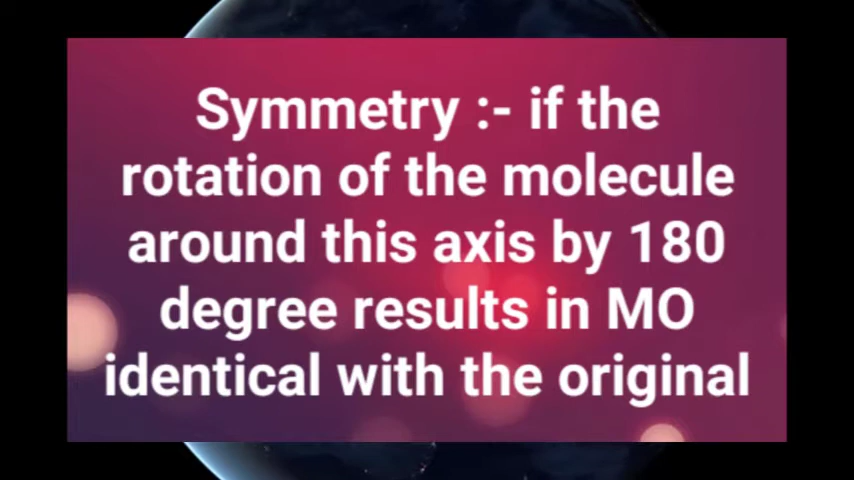 Symmetry :- if the
rotation of the molecule
around this axis by 180
degree results in MO
identical with the original